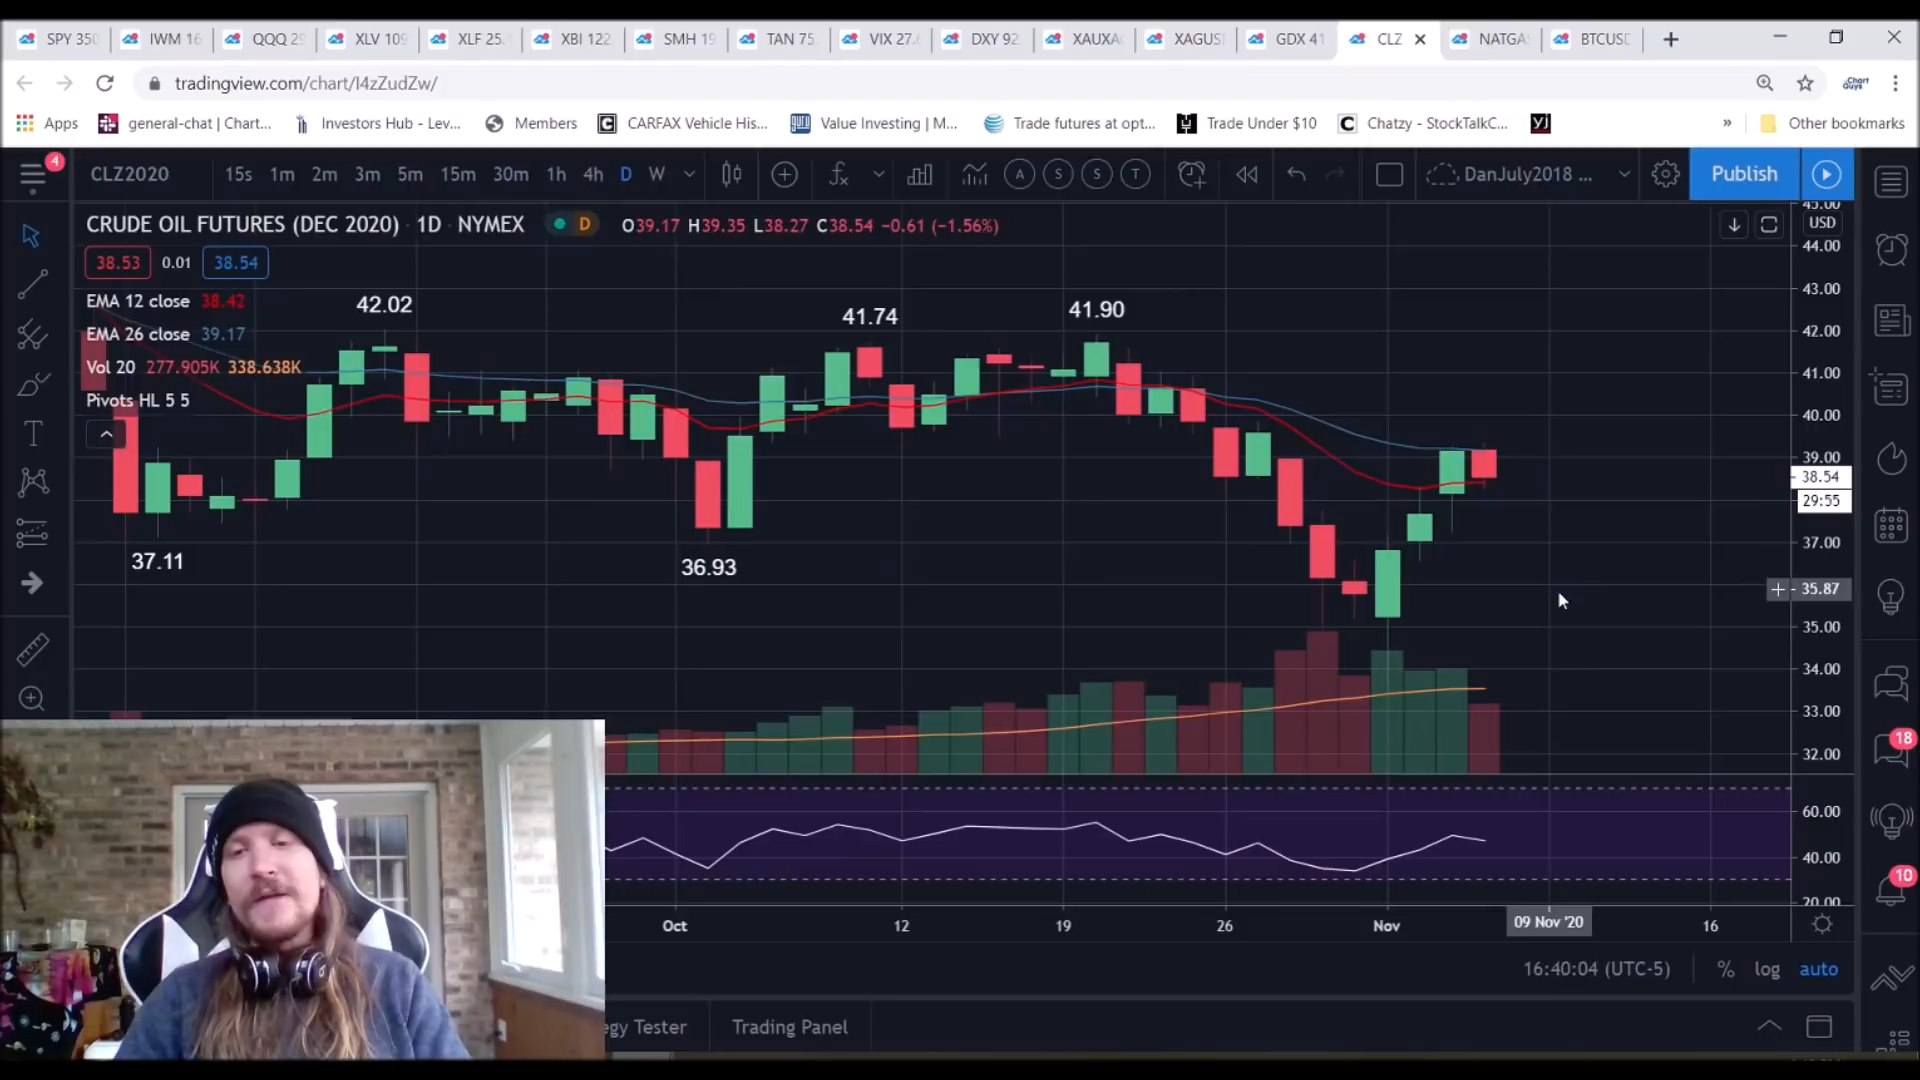 SPY 350 IWM 16 QQQ 29 XLV 109 XLF 25. XBI 122 SMH 19 TAN 75. VIX 27.6 DXY 92 XAUXA XAGUS GDX 41 CLZ NATGA BTCUSD
tradingview.com/chart/I4zZudZw/
Apps general-chat | Chart... Investors Hub - Lev... Members CARFAX Vehicle His... Value Investing | M... Trade futures at opt... Trade Under $10 Chatzy - StockTalkC... » Other bookmarks
4 CLZ2020 15s 1m 2m 3m 5m 15m 30m 1h 4h D W A S S T DanJuly2018 ... Publish
CRUDE OIL FUTURES (DEC 2020) · 1D · NYMEX D O39.17 H39.35 L38.27 C38.54 −0.61 (−1.56%) USD
38.53 0.01 38.54
EMA 12 close 38.42
EMA 26 close 39.17
Vol 20 277.905K 338.638K
Pivots HL 5 5
42.02
41.74
41.90
37.11
36.93
45.00
44.00
43.00
42.00
41.00
40.00
39.00
38.54
29:55
37.00
35.87
35.00
34.00
33.00
32.00
60.00
40.00
20.00
18
10
Oct 12 19 26 Nov 09 Nov '20 16
16:40:04 (UTC-5) % log auto
egy Tester Trading Panel